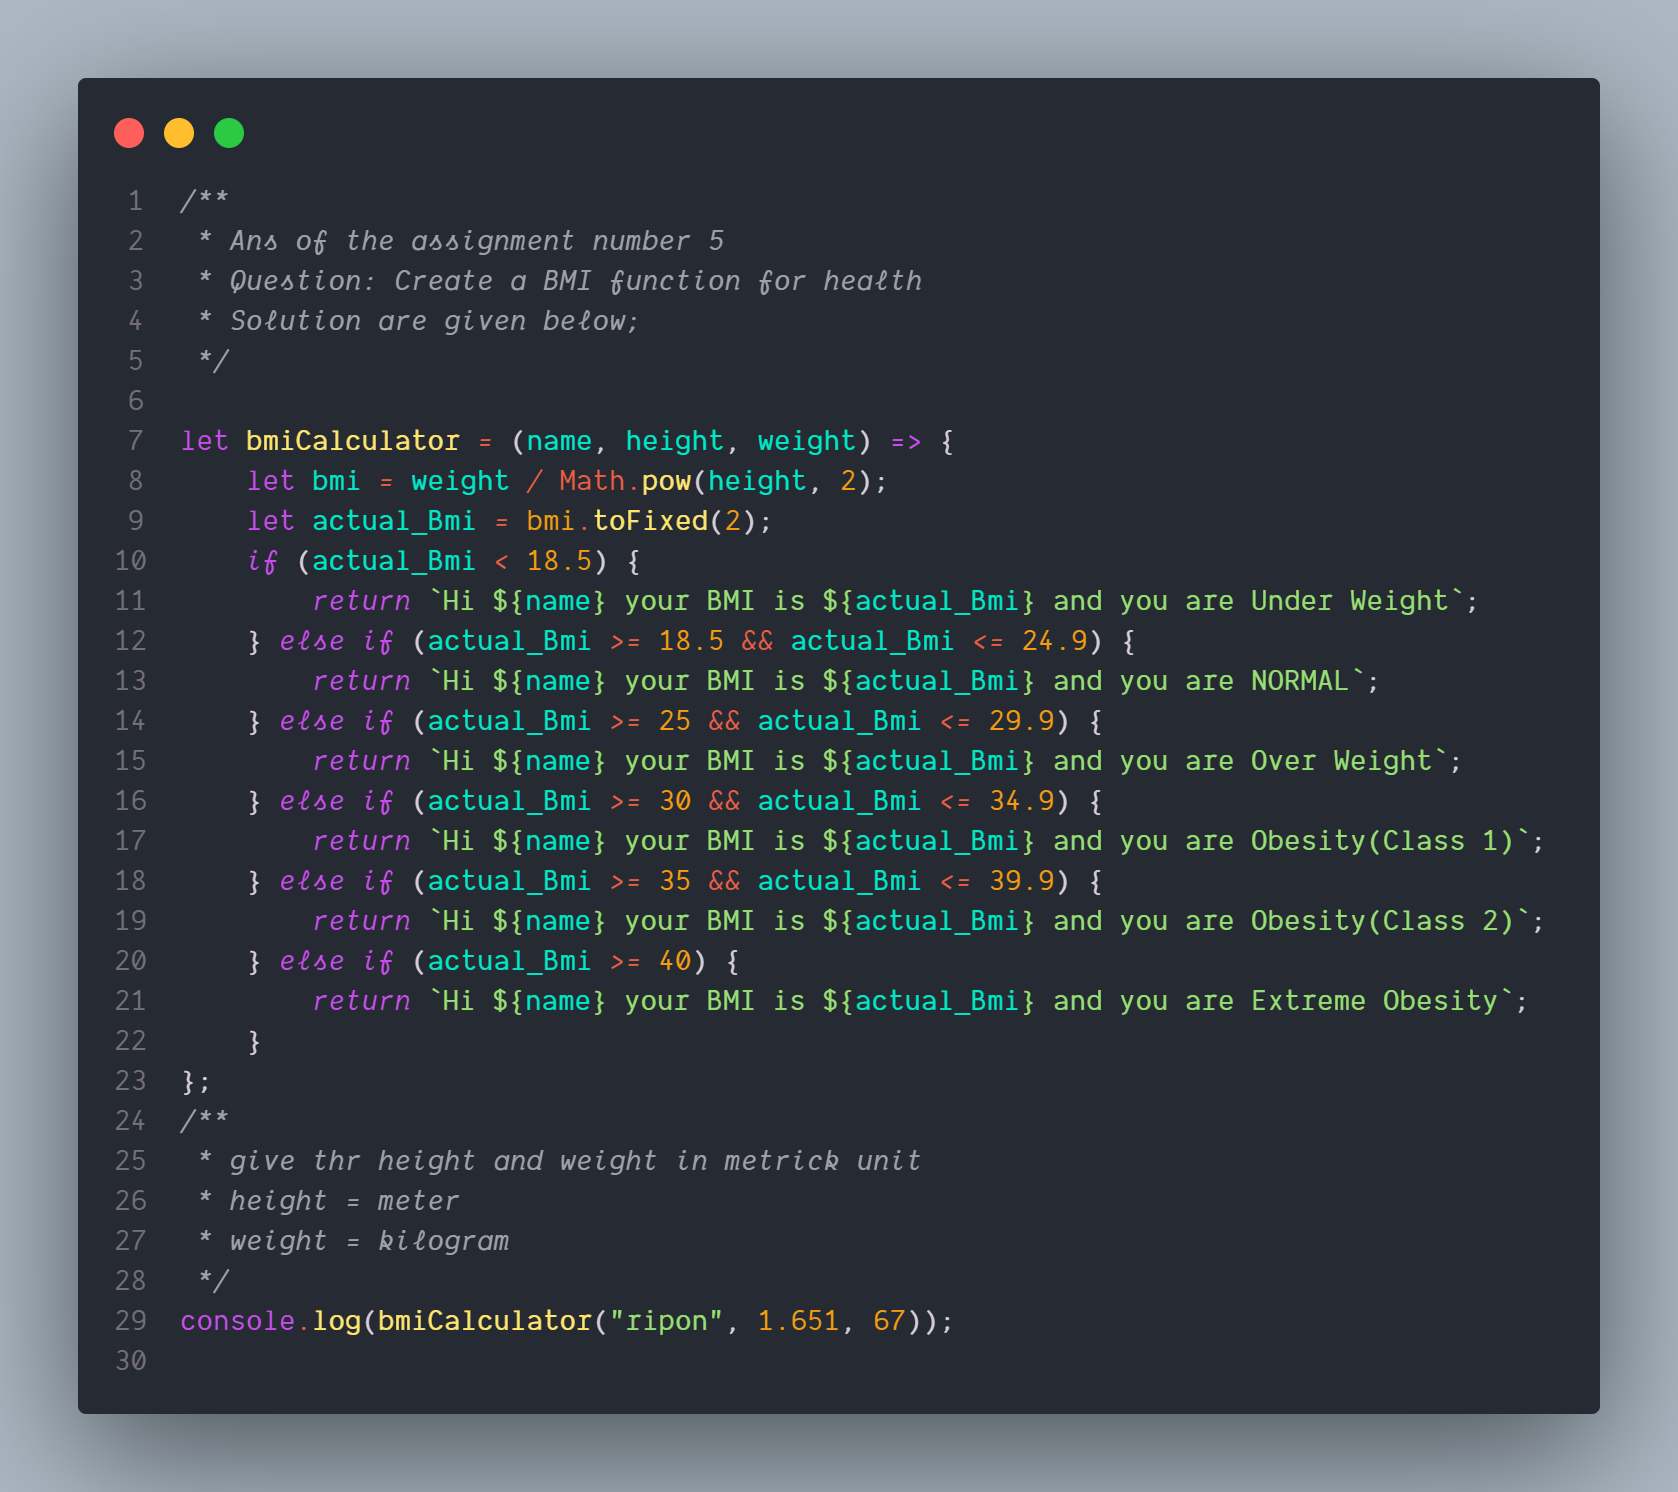 1 /**
2  * Ans of the assignment number 5
3  * Question: Create a BMI function for health
4  * Solution are given below;
5  */
6
7 let bmiCalculator = (name, height, weight) => {
8     let bmi = weight / Math.pow(height, 2);
9     let actual_Bmi = bmi.toFixed(2);
10     if (actual_Bmi < 18.5) {
11         return `Hi ${name} your BMI is ${actual_Bmi} and you are Under Weight`;
12     } else if (actual_Bmi >= 18.5 && actual_Bmi <= 24.9) {
13         return `Hi ${name} your BMI is ${actual_Bmi} and you are NORMAL`;
14     } else if (actual_Bmi >= 25 && actual_Bmi <= 29.9) {
15         return `Hi ${name} your BMI is ${actual_Bmi} and you are Over Weight`;
16     } else if (actual_Bmi >= 30 && actual_Bmi <= 34.9) {
17         return `Hi ${name} your BMI is ${actual_Bmi} and you are Obesity(Class 1)`;
18     } else if (actual_Bmi >= 35 && actual_Bmi <= 39.9) {
19         return `Hi ${name} your BMI is ${actual_Bmi} and you are Obesity(Class 2)`;
20     } else if (actual_Bmi >= 40) {
21         return `Hi ${name} your BMI is ${actual_Bmi} and you are Extreme Obesity`;
22     }
23 };
24 /**
25  * give thr height and weight in metrick unit
26  * height = meter
27  * weight = kilogram
28  */
29 console.log(bmiCalculator("ripon", 1.651, 67));
30